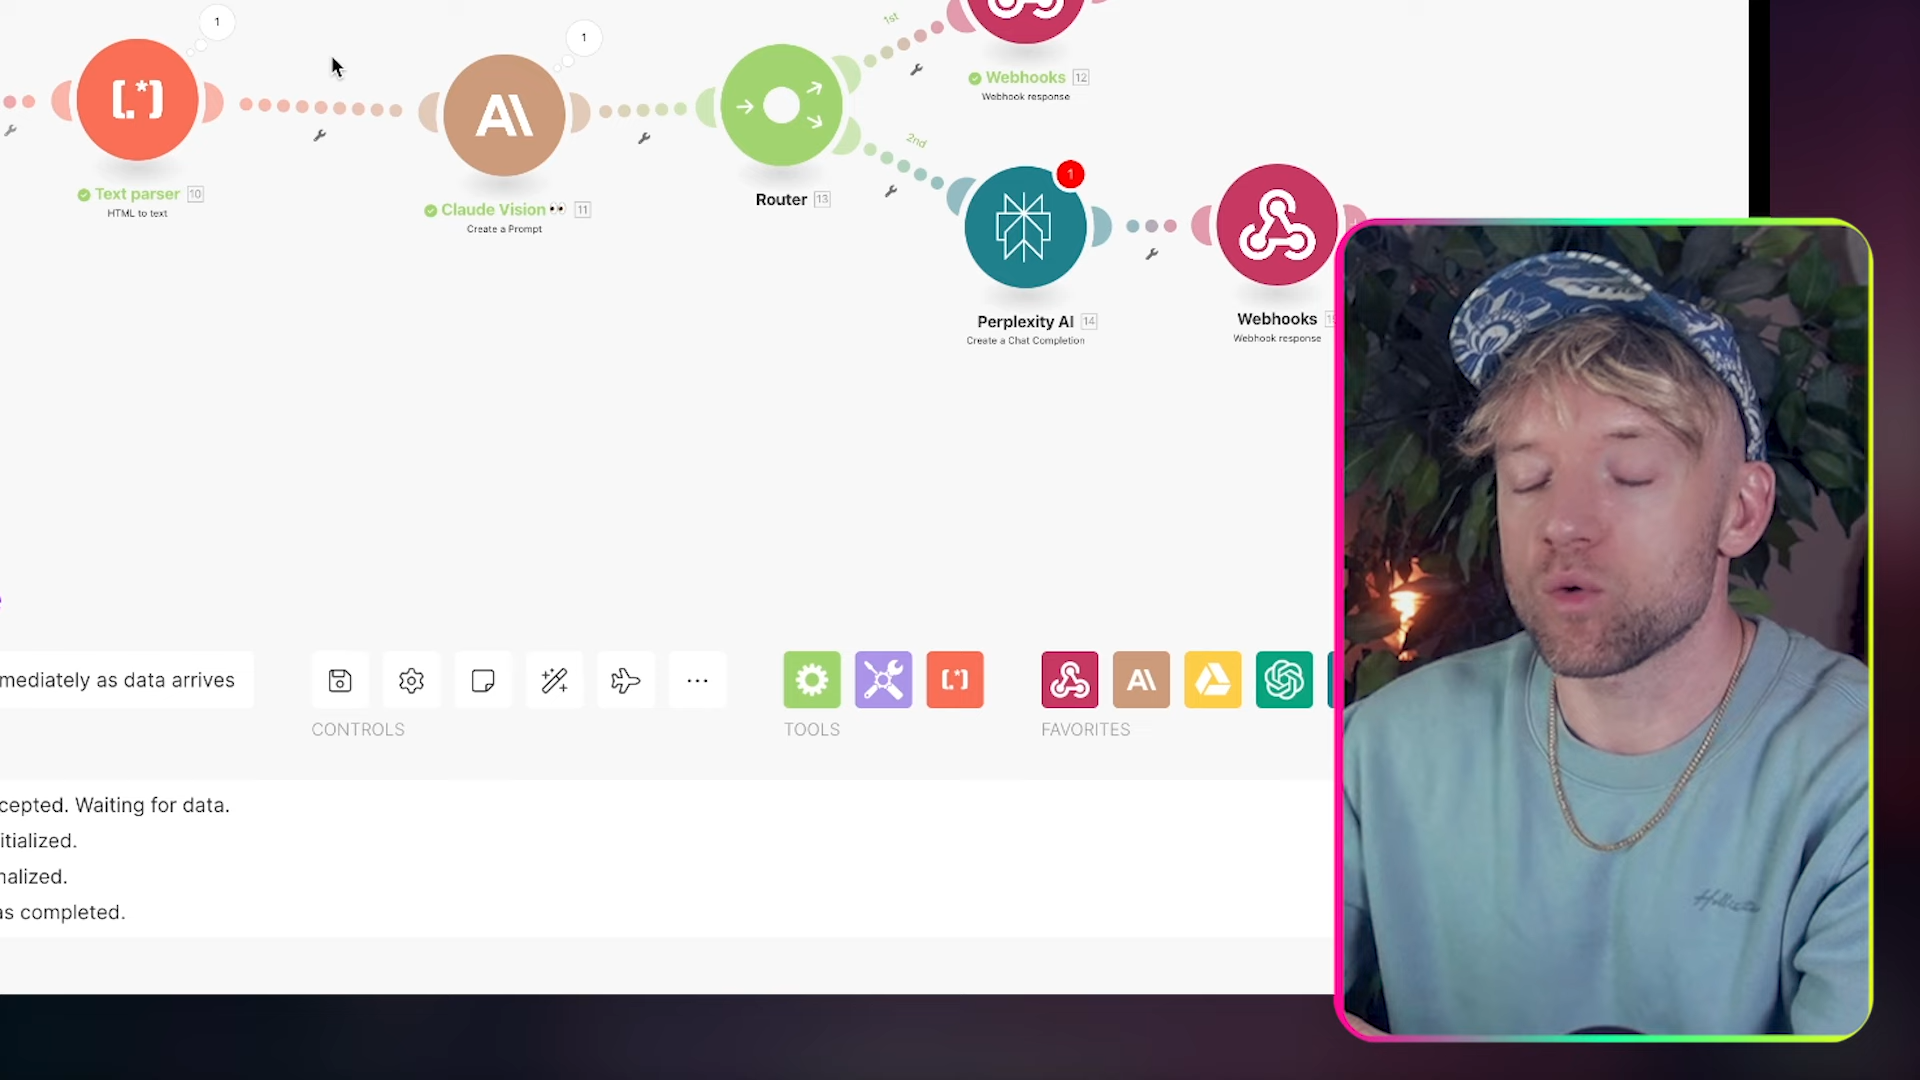 1
1
1st
Webhooks 12
Webhook response
2nd
1
Text parser 10
HTML to text
Claude Vision 👀 11
Create a Prompt
Router 13
Perplexity AI 14
Create a Chat Completion
Webhooks
Webhook response
mediately as data arrives
CONTROLS
TOOLS
FAVORITES
cepted. Waiting for data.
itialized.
nalized.
as completed.